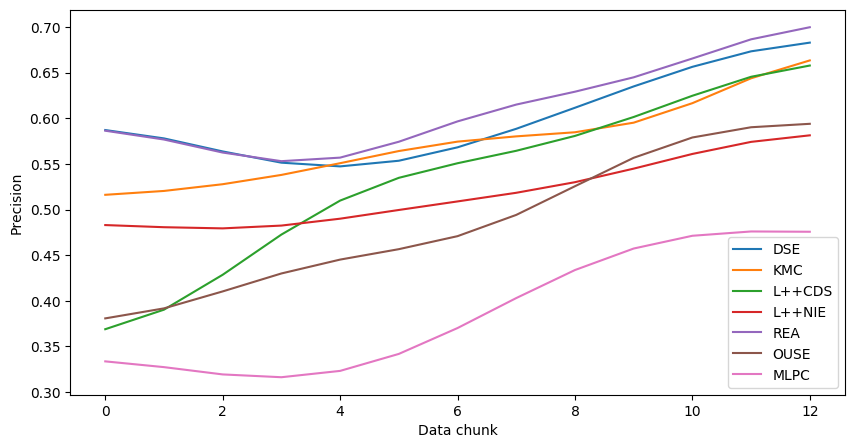 0.70
0.65
0.60
0.55
0.50
0.45
0.40
0.35
0.30
Precision
0 2 4 6 8 10 12
Data chunk
DSE
KMC
L++CDS
L++NIE
REA
OUSE
MLPC